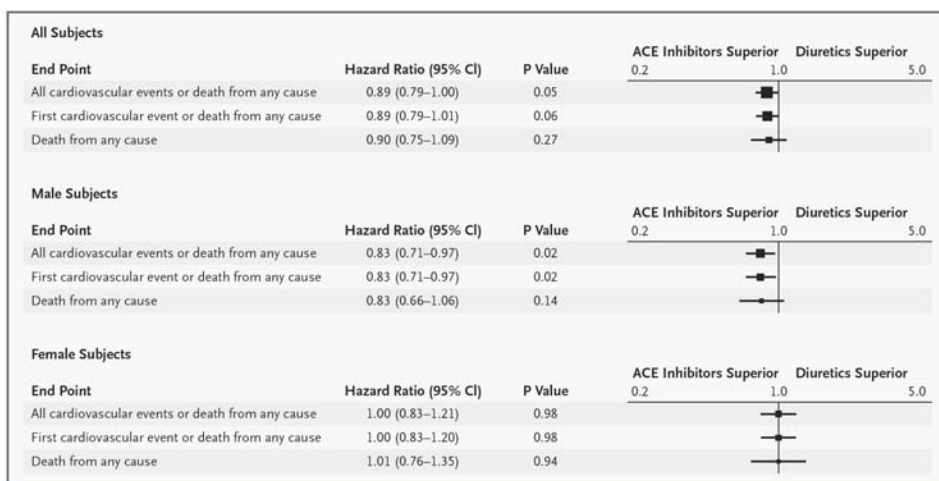 All Subjects
ACE Inhibitors Superior Diuretics Superior
End Point Hazard Ratio (95% CI) P Value 0.2 1.0 5.0
All cardiovascular events or death from any cause 0.89 (0.79–1.00) 0.05
First cardiovascular event or death from any cause 0.89 (0.79–1.01) 0.06
Death from any cause 0.90 (0.75–1.09) 0.27
Male Subjects
ACE Inhibitors Superior Diuretics Superior
End Point Hazard Ratio (95% CI) P Value 0.2 1.0 5.0
All cardiovascular events or death from any cause 0.83 (0.71–0.97) 0.02
First cardiovascular event or death from any cause 0.83 (0.71–0.97) 0.02
Death from any cause 0.83 (0.66–1.06) 0.14
Female Subjects
ACE Inhibitors Superior Diuretics Superior
End Point Hazard Ratio (95% CI) P Value 0.2 1.0 5.0
All cardiovascular events or death from any cause 1.00 (0.83–1.21) 0.98
First cardiovascular event or death from any cause 1.00 (0.83–1.20) 0.98
Death from any cause 1.01 (0.76–1.35) 0.94